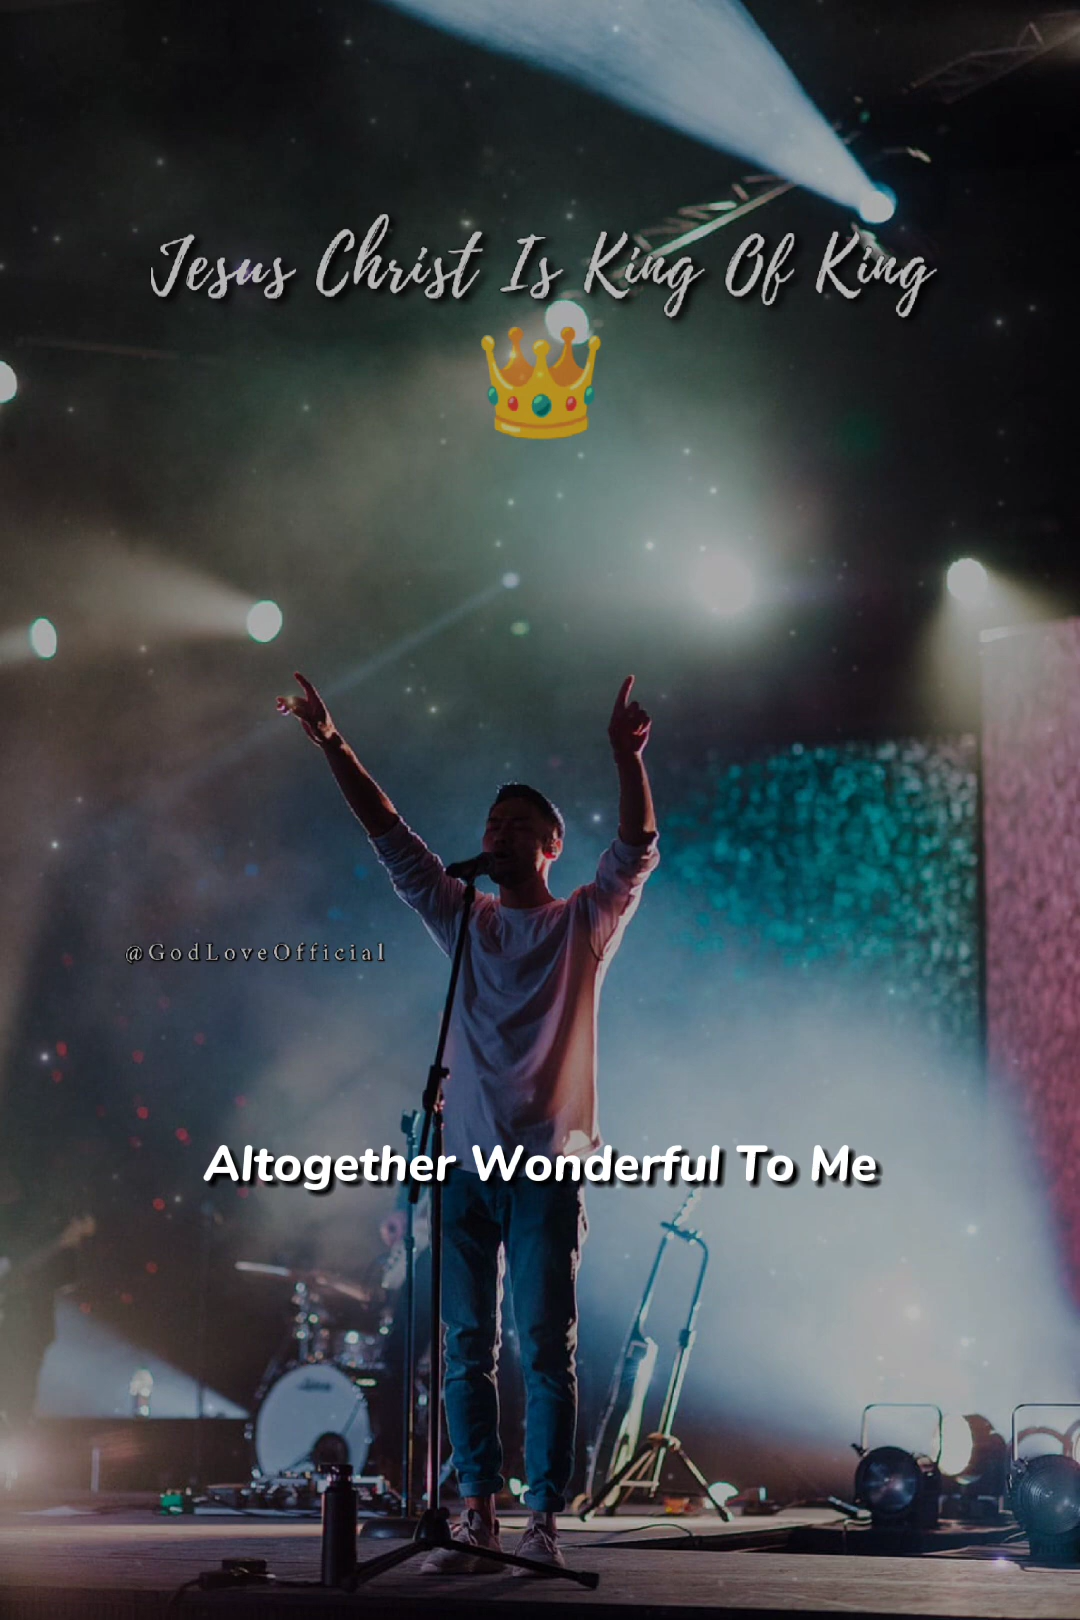 Jesus Christ Is King Of King
👑
@GodLoveOfficial
Altogether Wonderful To Me